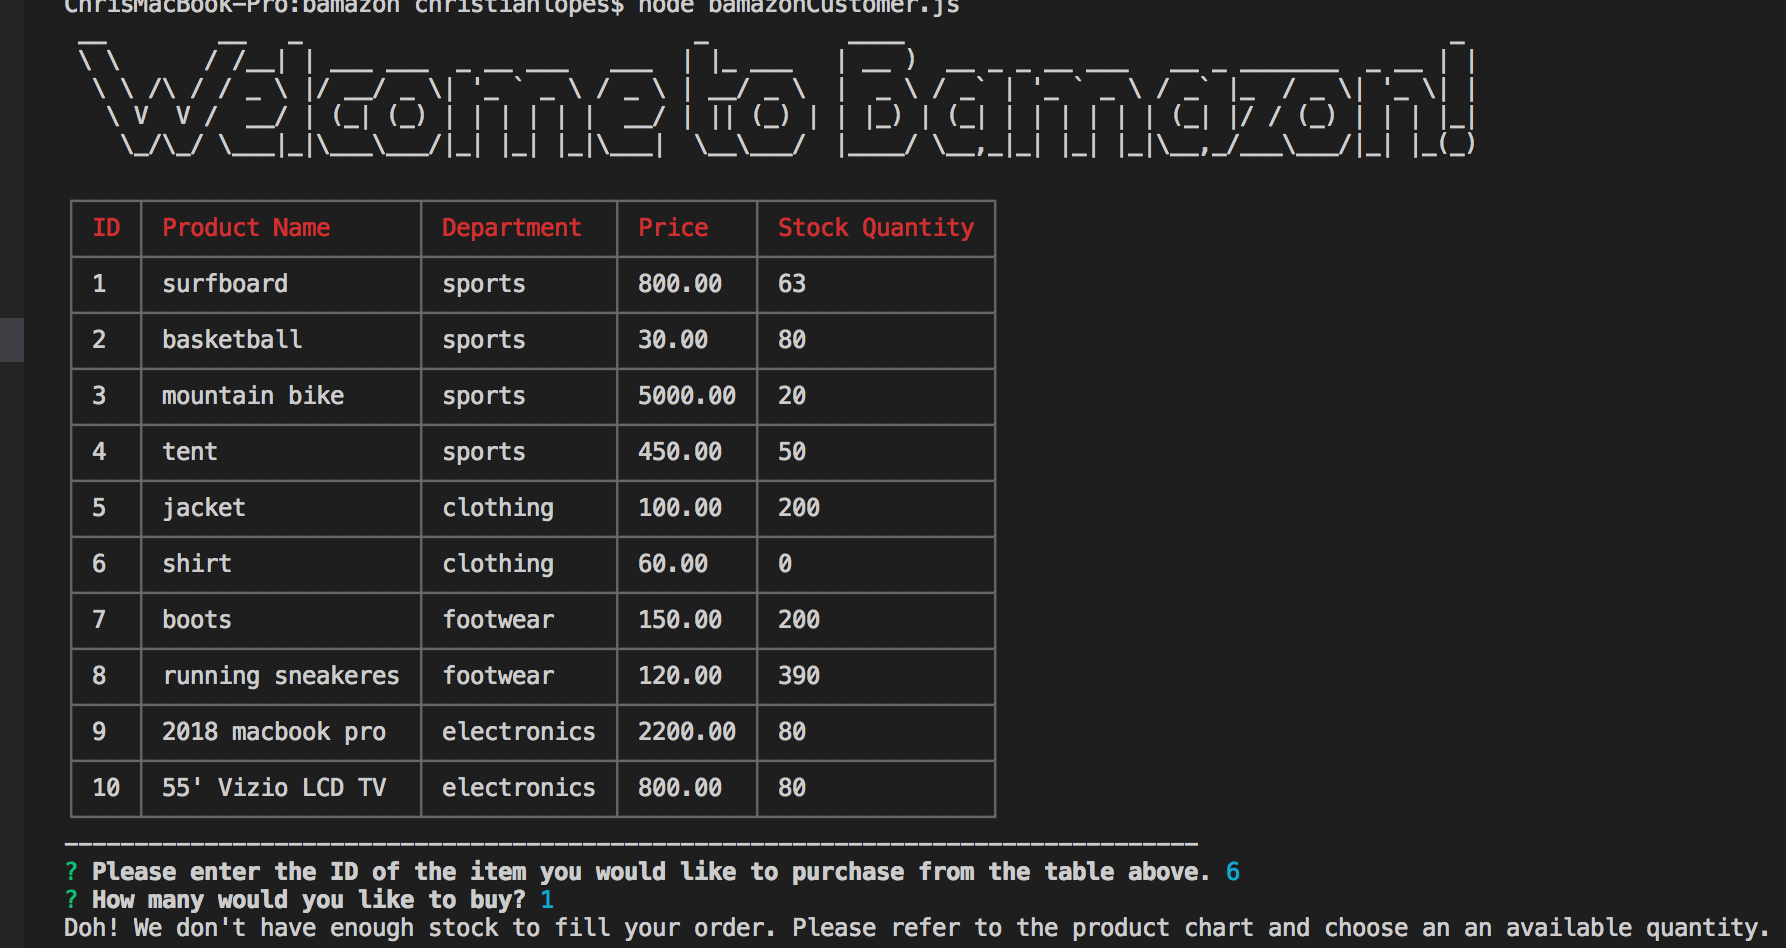 ChrisMacBook-Pro:bamazon christianlopes$ node bamazonCustomer.js
Welcome to Bamazon!
ID Product Name Department Price Stock Quantity
1 surfboard sports 800.00 63
2 basketball sports 30.00 80
3 mountain bike sports 5000.00 20
4 tent sports 450.00 50
5 jacket clothing 100.00 200
6 shirt clothing 60.00 0
7 boots footwear 150.00 200
8 running sneakeres footwear 120.00 390
9 2018 macbook pro electronics 2200.00 80
10 55' Vizio LCD TV electronics 800.00 80
? Please enter the ID of the item you would like to purchase from the table above. 6
? How many would you like to buy? 1
Doh! We don't have enough stock to fill your order. Please refer to the product chart and choose an an available quantity.